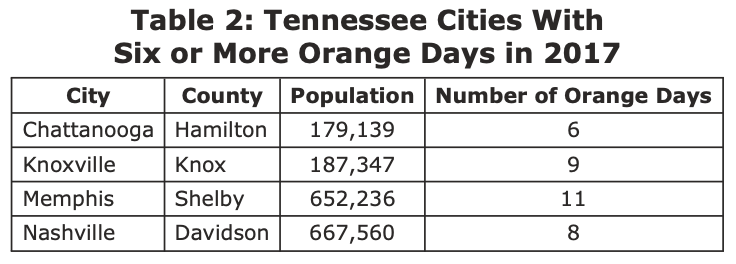 Table 2: Tennessee Cities With
Six or More Orange Days in 2017
City County Population Number of Orange Days
Chattanooga Hamilton 179,139 6
Knoxville Knox 187,347 9
Memphis Shelby 652,236 11
Nashville Davidson 667,560 8